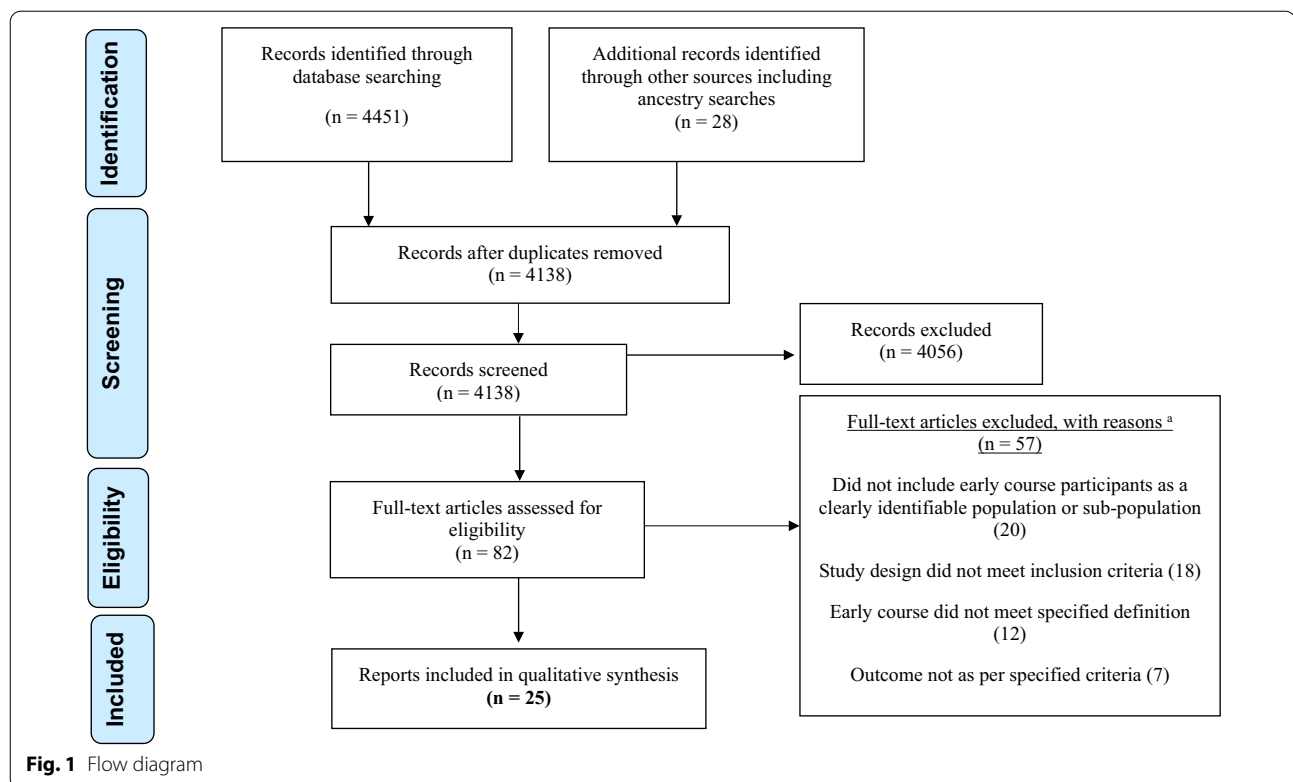 Identification
Records identified through
database searching
(n = 4451)
Additional records identified
through other sources including
ancestry searches
(n = 28)
Screening
Records after duplicates removed
(n = 4138)
Records screened
(n = 4138)
Records excluded
(n = 4056)
Eligibility
Full-text articles assessed for
eligibility
(n = 82)
Full-text articles excluded, with reasons ᵃ
(n = 57)
Did not include early course participants as a
clearly identifiable population or sub-population
(20)
Study design did not meet inclusion criteria (18)
Early course did not meet specified definition
(12)
Outcome not as per specified criteria (7)
Included
Reports included in qualitative synthesis
(n = 25)
Fig. 1 Flow diagram